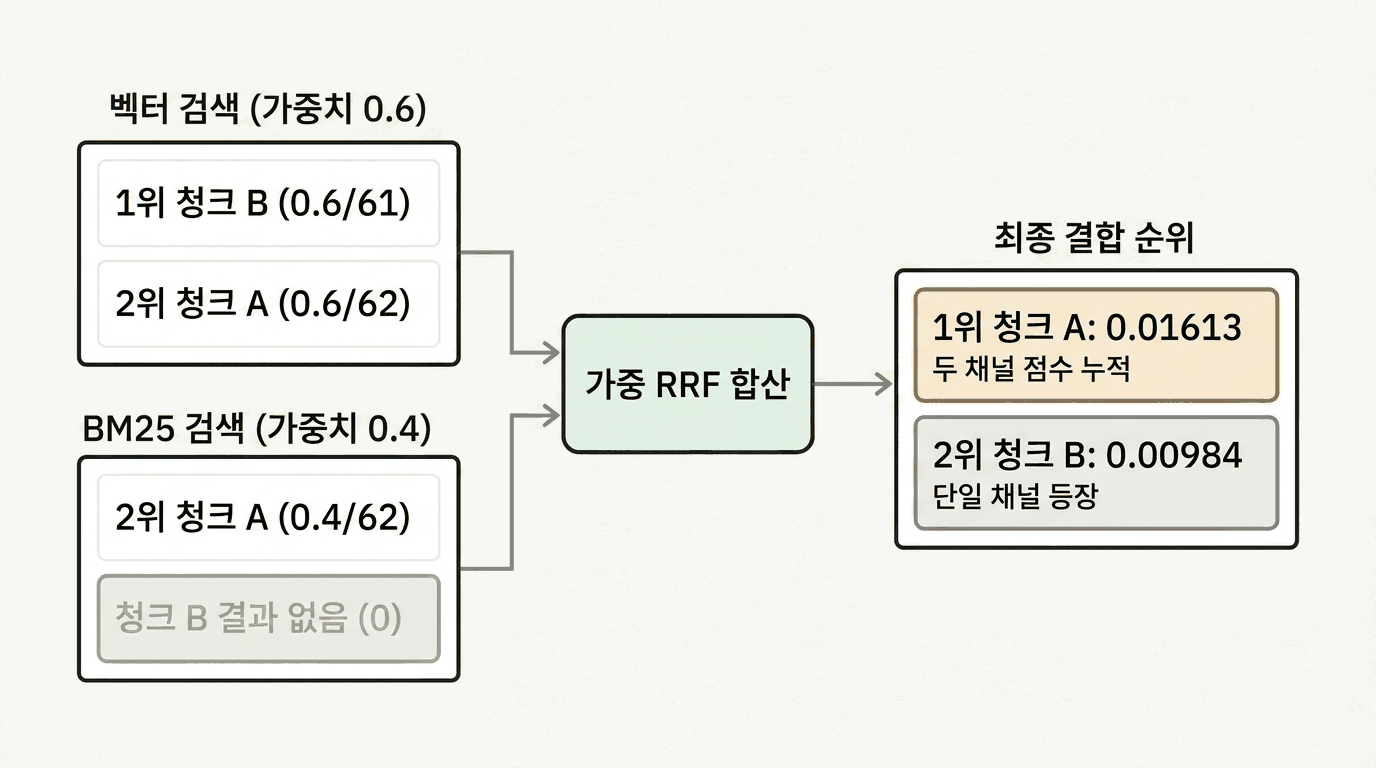 벡터 검색 (가중치 0.6)
1위 청크 B (0.6/61)
2위 청크 A (0.6/62)
BM25 검색 (가중치 0.4)
2위 청크 A (0.4/62)
청크 B 결과 없음 (0)
가중 RRF 합산
최종 결합 순위
1위 청크 A: 0.01613
두 채널 점수 누적
2위 청크 B: 0.00984
단일 채널 등장